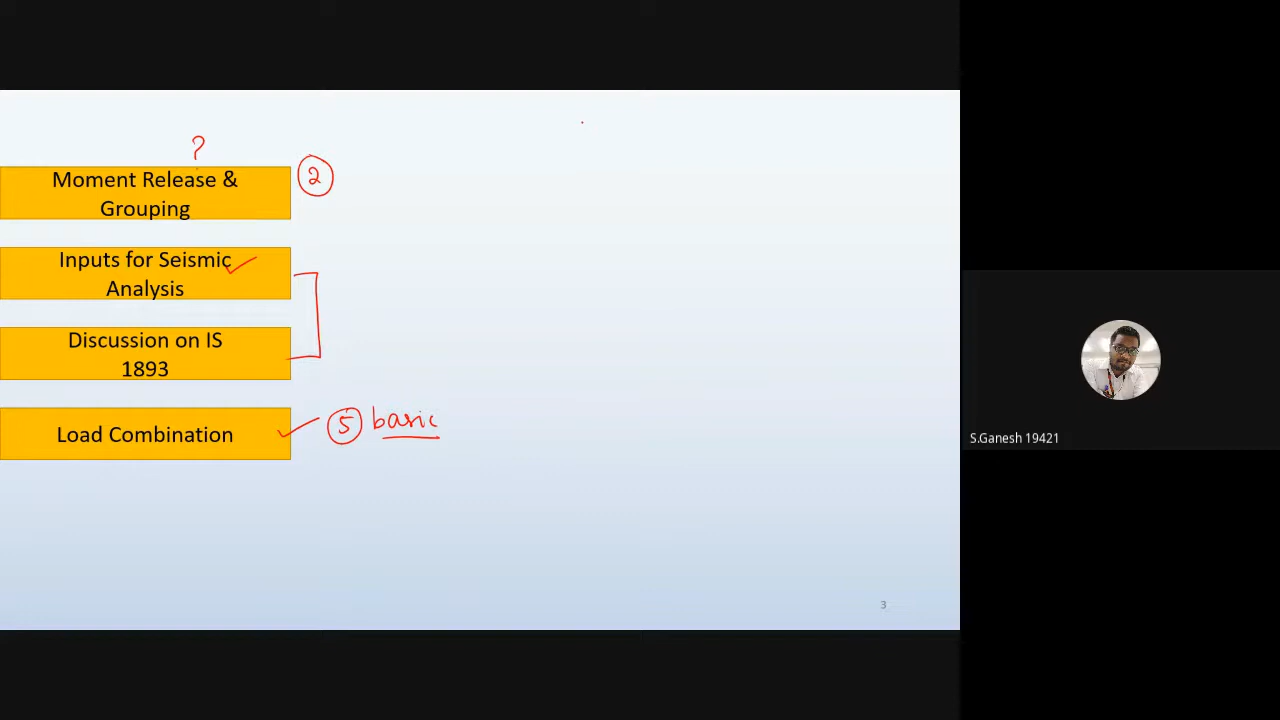 ?
Moment Release &
Grouping
2
Inputs for Seismic
Analysis
Discussion on IS
1893
Load Combination
5 basic
3
S.Ganesh 19421